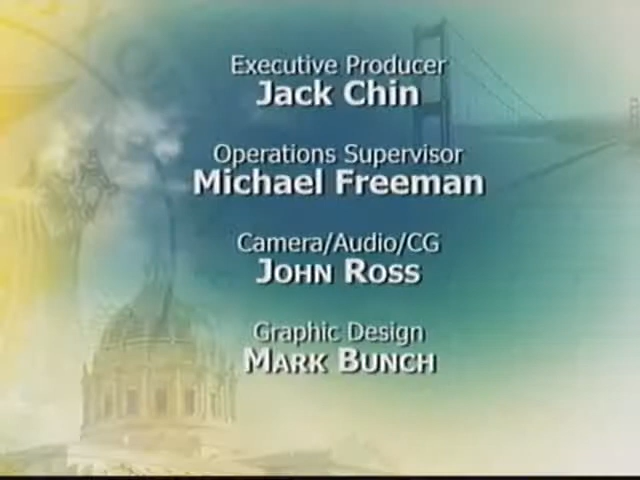 Executive Producer
Jack Chin
Operations Supervisor
Michael Freeman
Camera/Audio/CG
John Ross
Graphic Design
Mark Bunch